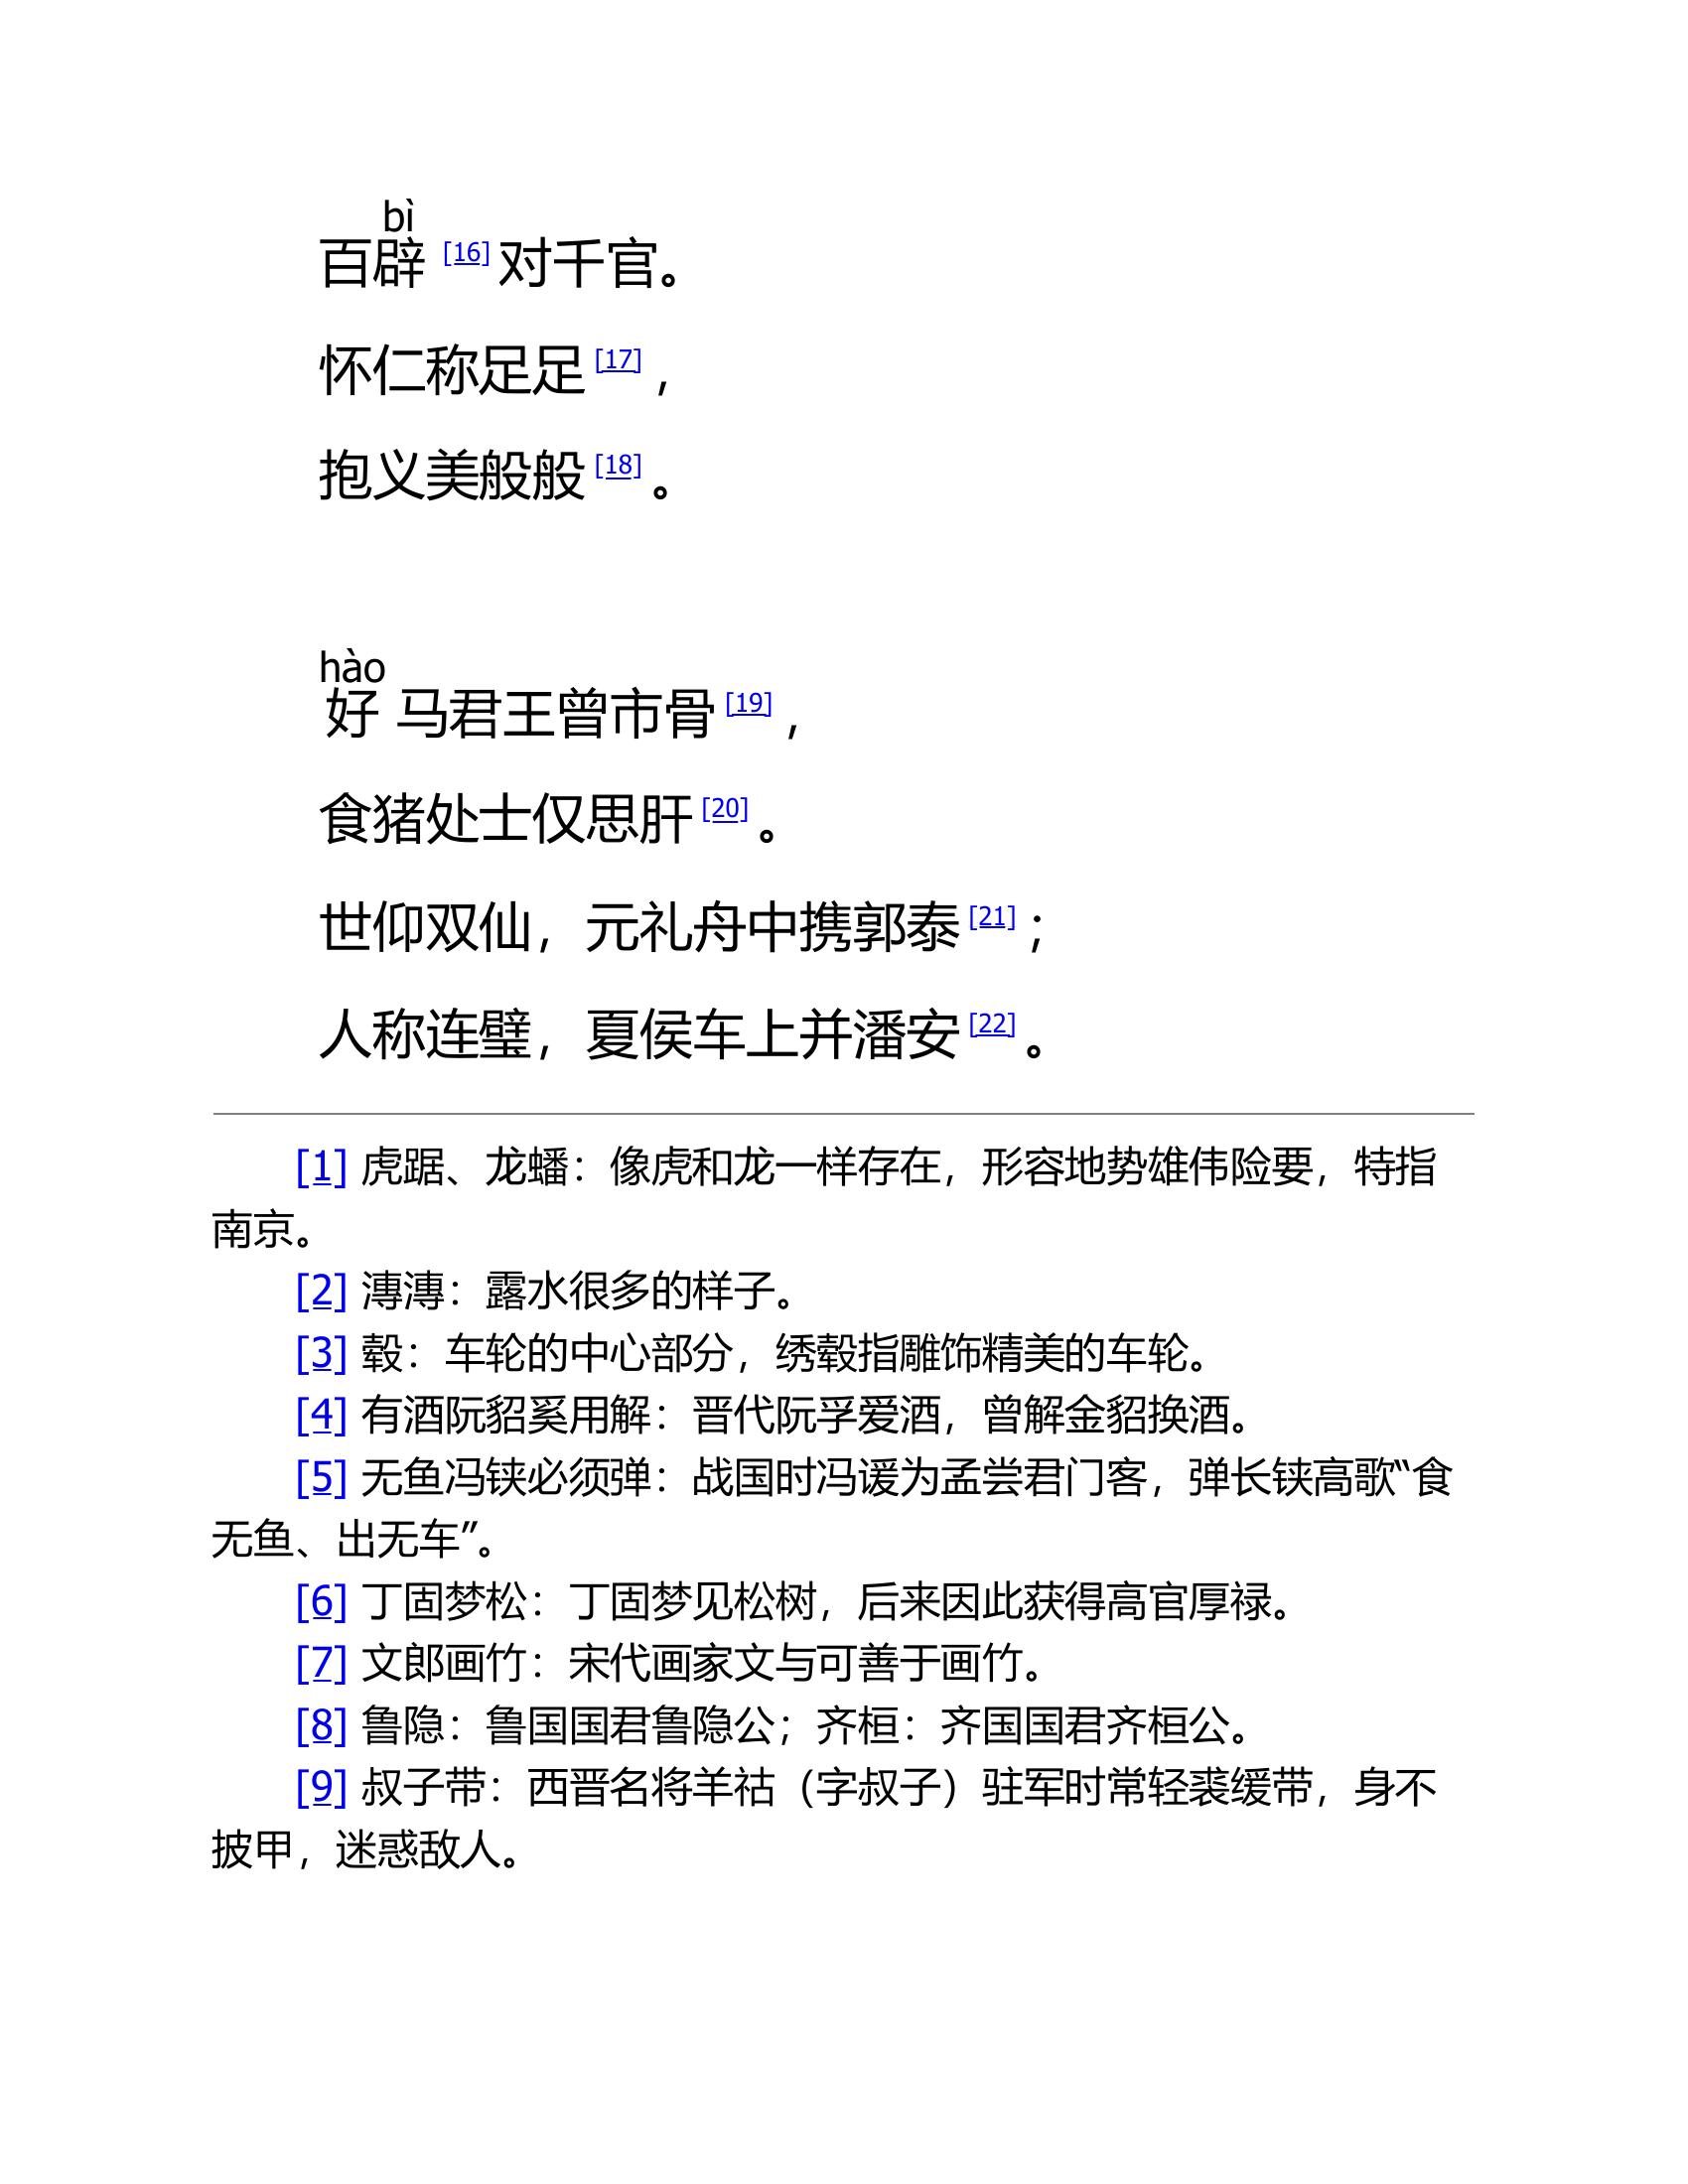 bì
百辟 [16] 对千官。
怀仁称足足 [17] ，
抱义美般般 [18] 。
hào
好 马君王曾市骨 [19] ，
食猪处士仅思肝 [20] 。
世仰双仙，元礼舟中携郭泰 [21] ；
人称连璧，夏侯车上并潘安 [22] 。
[1] 虎踞、龙蟠：像虎和龙一样存在，形容地势雄伟险要，特指
南京。
[2] 漙漙：露水很多的样子。
[3] 毂：车轮的中心部分，绣毂指雕饰精美的车轮。
[4] 有酒阮貂奚用解：晋代阮孚爱酒，曾解金貂换酒。
[5] 无鱼冯铗必须弹：战国时冯谖为孟尝君门客，弹长铗高歌“食
无鱼、出无车”。
[6] 丁固梦松：丁固梦见松树，后来因此获得高官厚禄。
[7] 文郎画竹：宋代画家文与可善于画竹。
[8] 鲁隐：鲁国国君鲁隐公；齐桓：齐国国君齐桓公。
[9] 叔子带：西晋名将羊祜（字叔子）驻军时常轻裘缓带，身不
披甲，迷惑敌人。